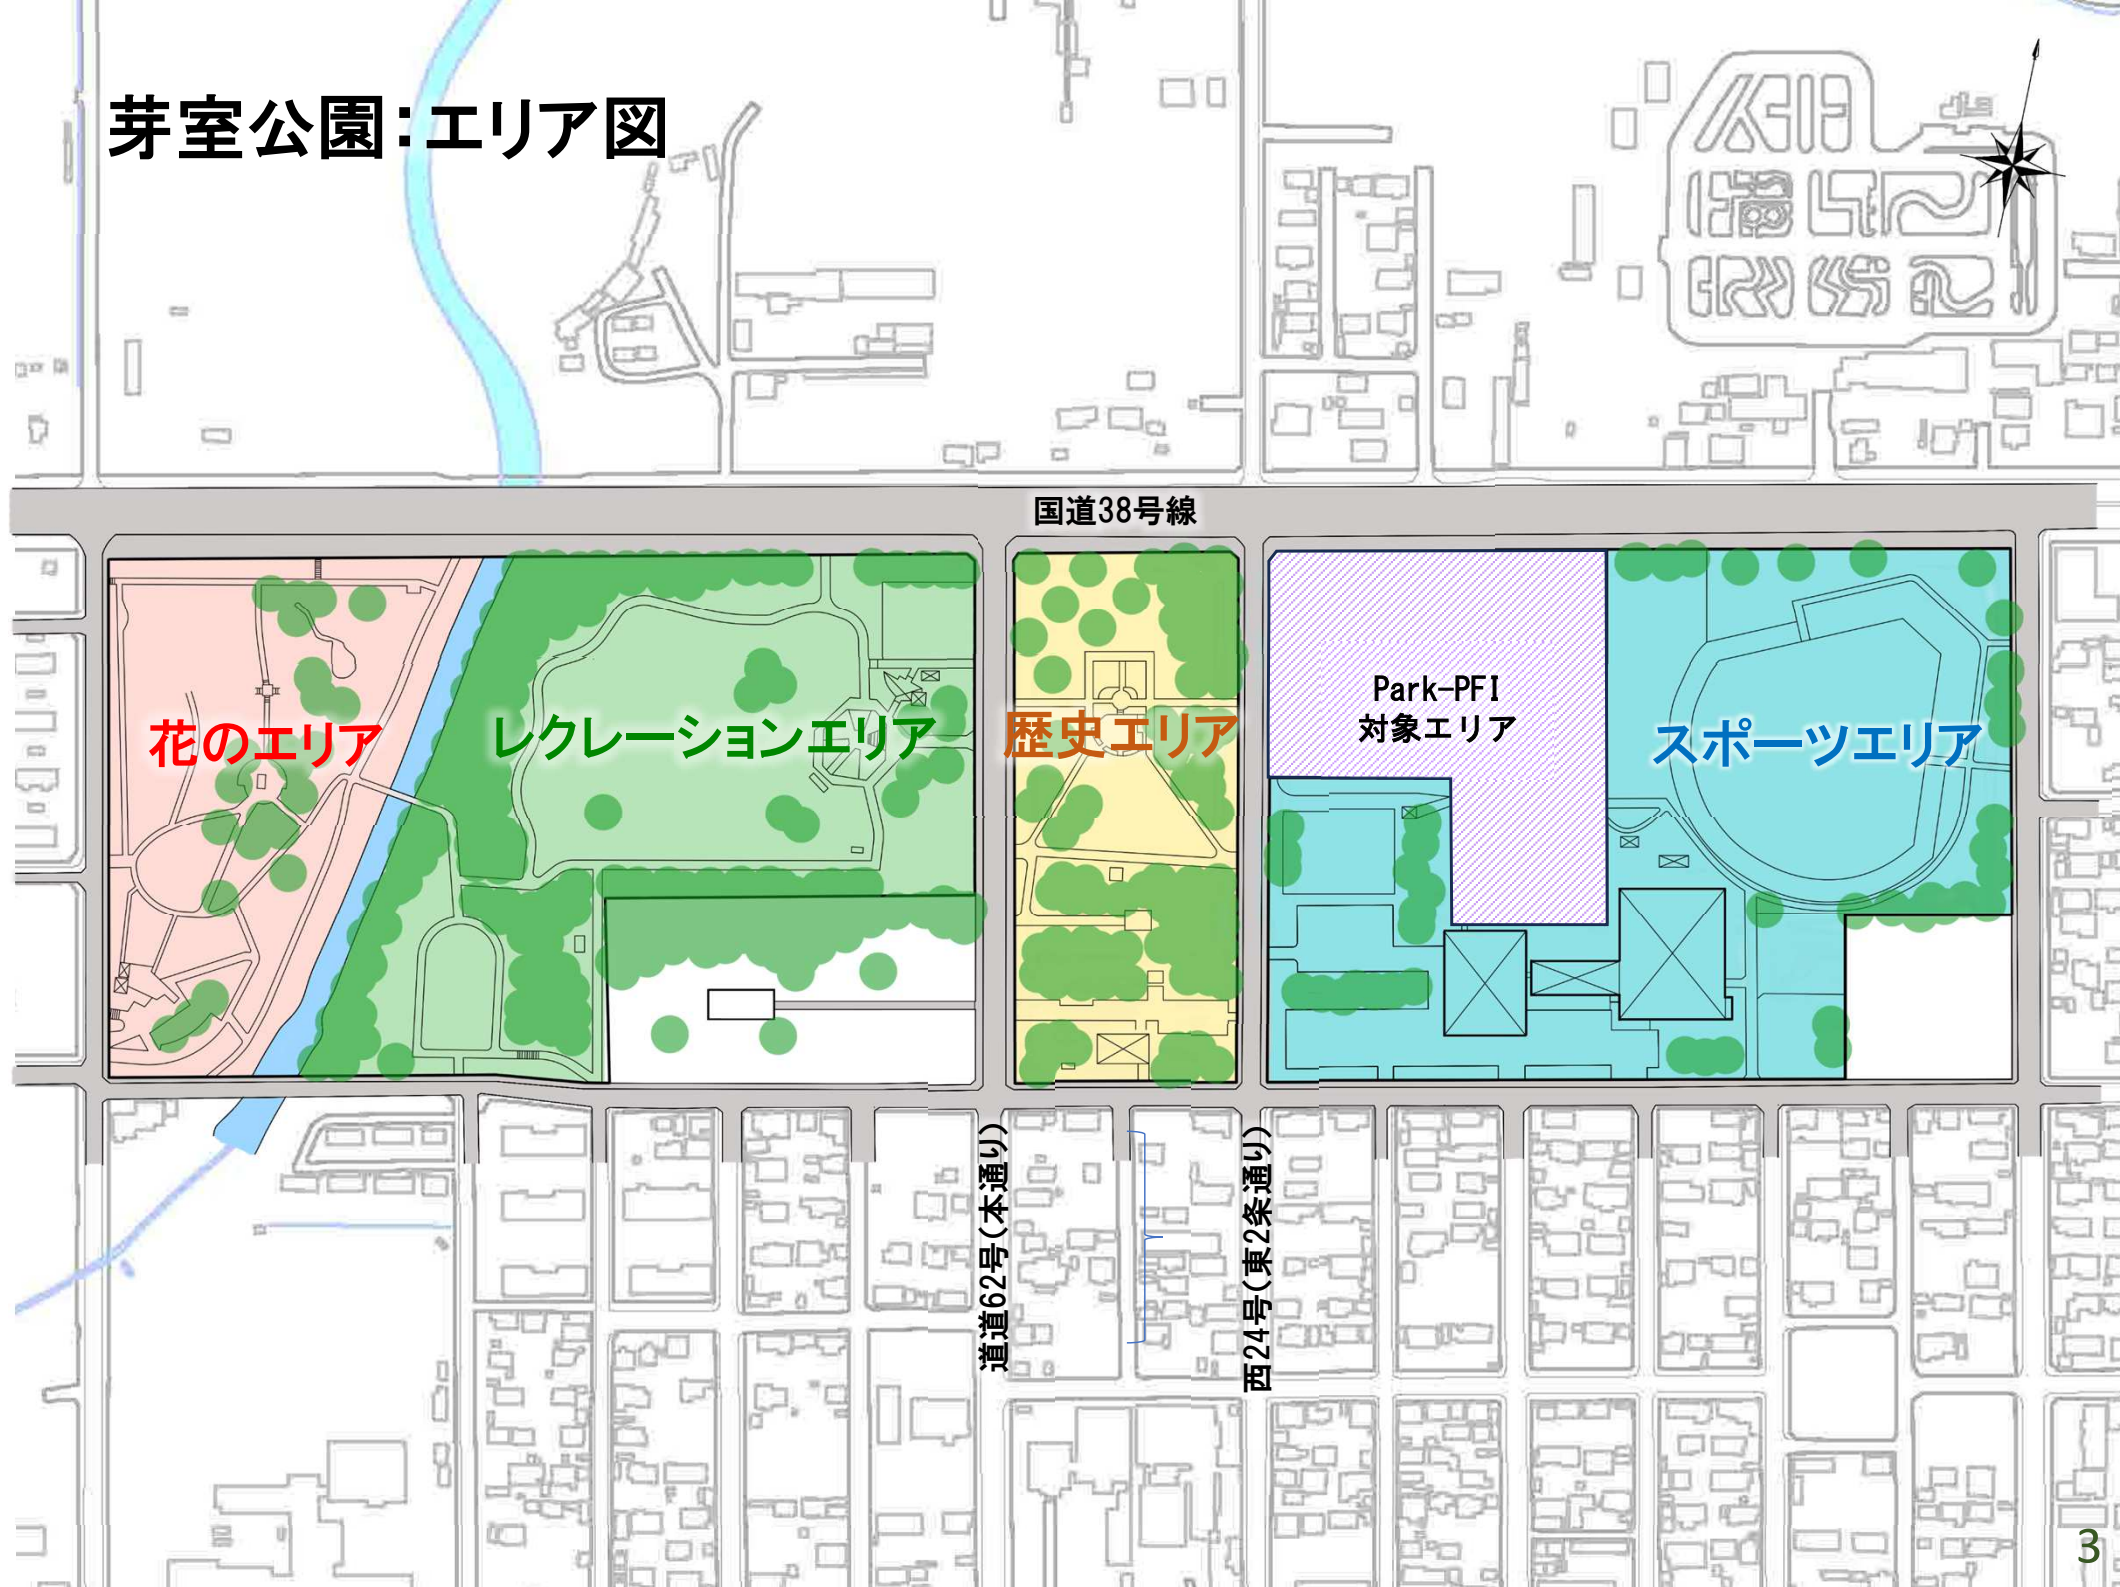 芽室公園：エリア図
国道38号線
花のエリア
レクレーションエリア
歴史エリア
Park-PFI
対象エリア
スポーツエリア
道道62号（本通り）
西24号（東2条通り）
3